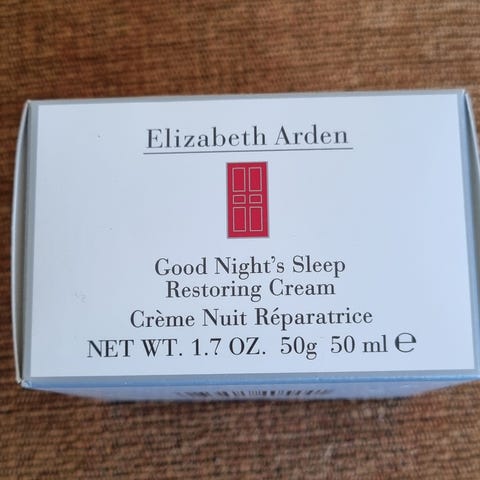 Elizabeth Arden
Good Night's Sleep
Restoring Cream
Crème Nuit Réparatrice
NET WT. 1.7 OZ. 50g 50 ml ℮